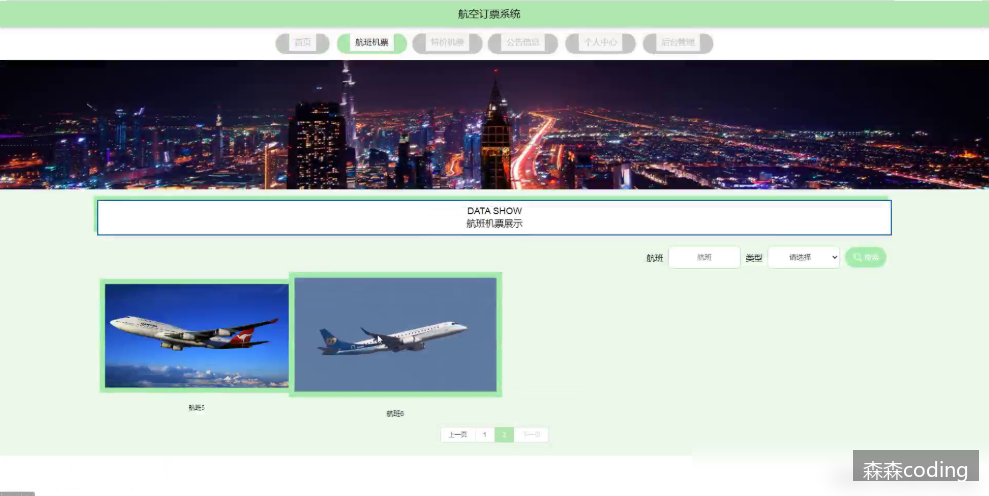 航空订票系统
首页 航班机票 特价机票 公告信息 个人中心 后台管理
DATA SHOW
航班机票展示
航班 航班 类型 请选择 搜索
航班5
航班6
上一页 1 2 下一页
森森coding